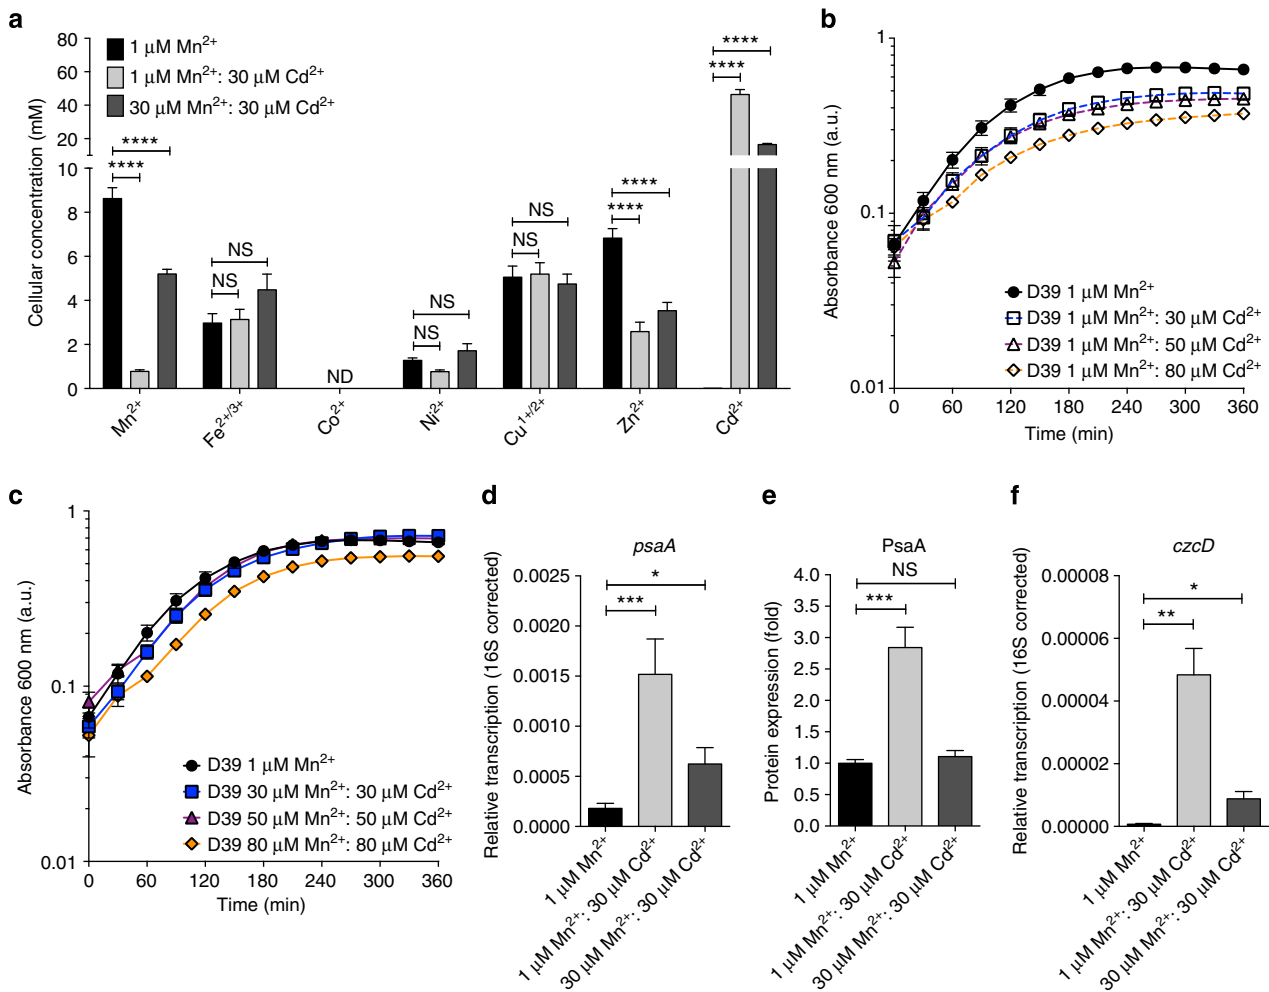 a
Cellular concentration (mM)
80
60
40
20
10
8
6
4
2
0
1 μM Mn²⁺
1 μM Mn²⁺: 30 μM Cd²⁺
30 μM Mn²⁺: 30 μM Cd²⁺
****
****
NS
NS
ND
NS
NS
NS
NS
****
****
****
****
Mn²⁺
Fe²⁺/³⁺
Co²⁺
Ni²⁺
Cu¹⁺/²⁺
Zn²⁺
Cd²⁺
b
Absorbance 600 nm (a.u.)
1
0.1
0.01
D39 1 μM Mn²⁺
D39 1 μM Mn²⁺: 30 μM Cd²⁺
D39 1 μM Mn²⁺: 50 μM Cd²⁺
D39 1 μM Mn²⁺: 80 μM Cd²⁺
0 60 120 180 240 300 360
Time (min)
c
Absorbance 600 nm (a.u.)
1
0.1
0.01
D39 1 μM Mn²⁺
D39 30 μM Mn²⁺: 30 μM Cd²⁺
D39 50 μM Mn²⁺: 50 μM Cd²⁺
D39 80 μM Mn²⁺: 80 μM Cd²⁺
0 60 120 180 240 300 360
Time (min)
d
psaA
Relative transcription (16S corrected)
0.0025
0.0020
0.0015
0.0010
0.0005
0.0000
*
***
1 μM Mn²⁺
1 μM Mn²⁺: 30 μM Cd²⁺
30 μM Mn²⁺: 30 μM Cd²⁺
e
PsaA
Protein expression (fold)
4.0
3.5
3.0
2.5
2.0
1.5
1.0
0.5
0.0
NS
***
1 μM Mn²⁺
1 μM Mn²⁺: 30 μM Cd²⁺
30 μM Mn²⁺: 30 μM Cd²⁺
f
czcD
Relative transcription (16S corrected)
0.00008
0.00006
0.00004
0.00002
0.00000
*
**
1 μM Mn²⁺
1 μM Mn²⁺: 30 μM Cd²⁺
30 μM Mn²⁺: 30 μM Cd²⁺